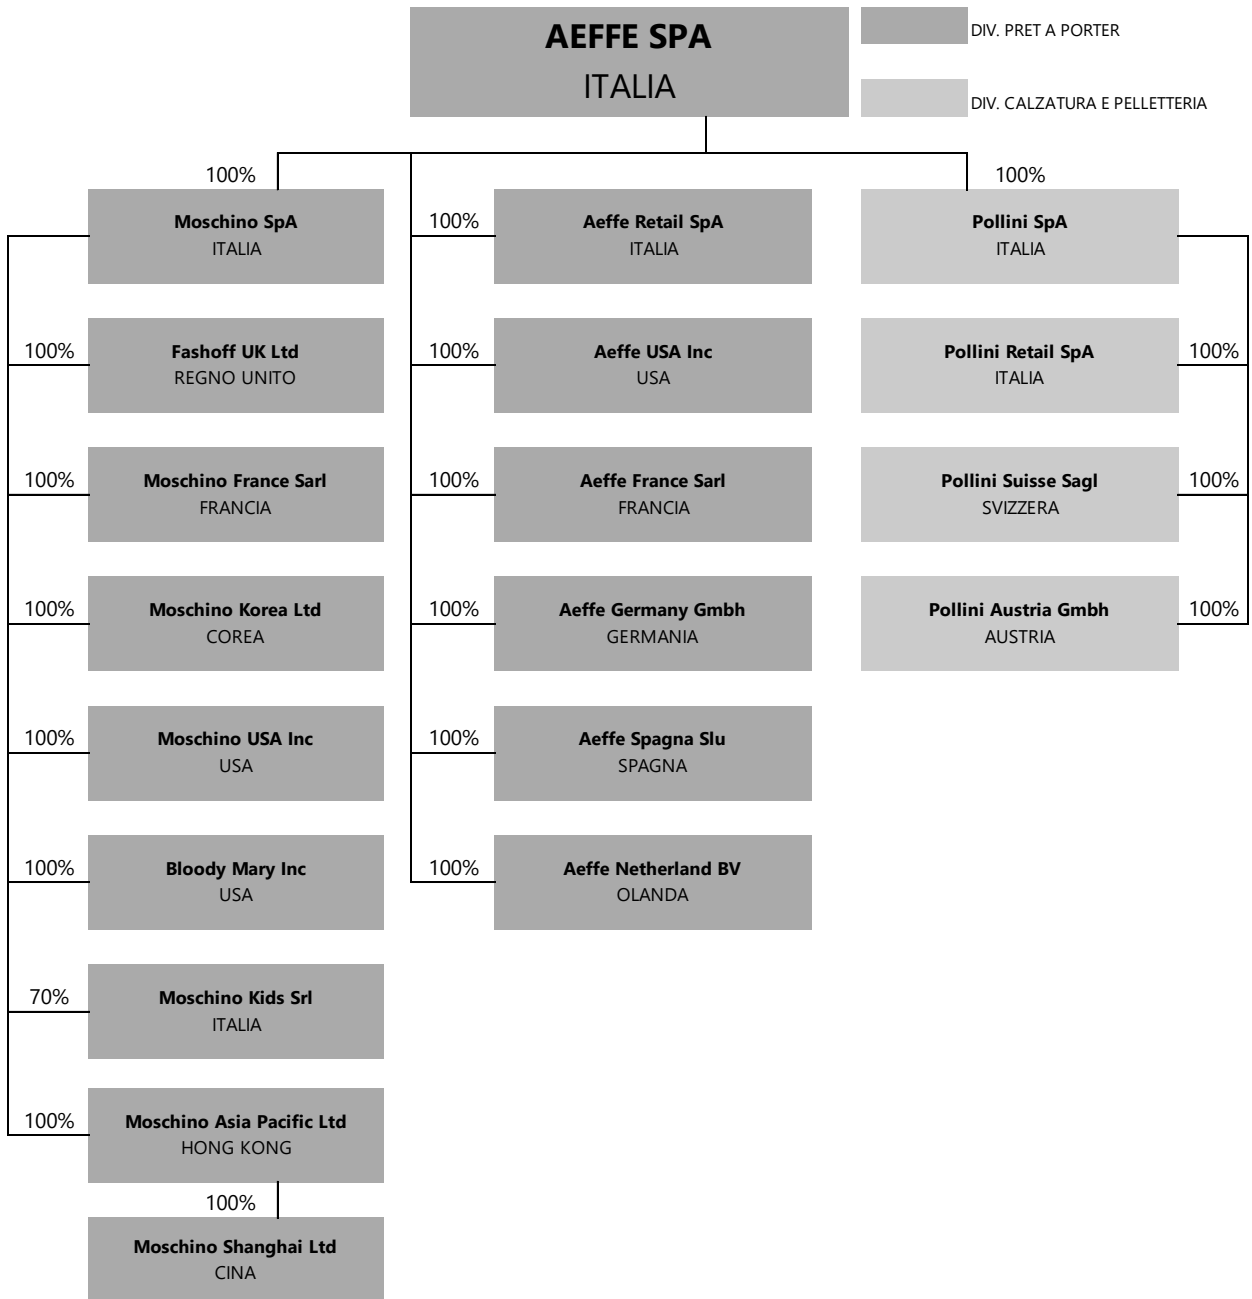 AEFFE SPA
ITALIA
DIV. PRET A PORTER
DIV. CALZATURA E PELLETTERIA
100%
Moschino SpA
ITALIA
100%
Fashoff UK Ltd
REGNO UNITO
100%
Moschino France Sarl
FRANCIA
100%
Moschino Korea Ltd
COREA
100%
Moschino USA Inc
USA
100%
Bloody Mary Inc
USA
70%
Moschino Kids Srl
ITALIA
100%
Moschino Asia Pacific Ltd
HONG KONG
100%
Moschino Shanghai Ltd
CINA
100%
Aeffe Retail SpA
ITALIA
100%
Aeffe USA Inc
USA
100%
Aeffe France Sarl
FRANCIA
100%
Aeffe Germany Gmbh
GERMANIA
100%
Aeffe Spagna Slu
SPAGNA
100%
Aeffe Netherland BV
OLANDA
100%
Pollini SpA
ITALIA
Pollini Retail SpA
ITALIA
100%
Pollini Suisse Sagl
SVIZZERA
100%
Pollini Austria Gmbh
AUSTRIA
100%